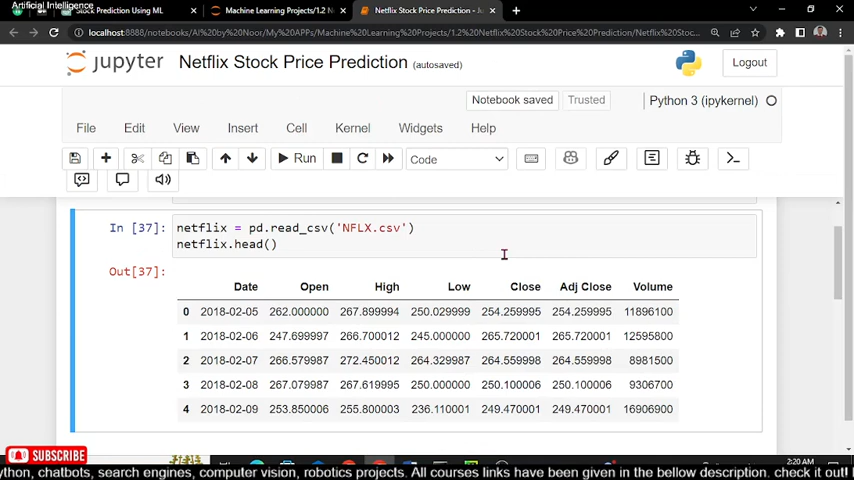 Artificial Intelligence
Stock Prediction Using ML
Machine Learning Projects/1.2 N
Netflix Stock Price Prediction - Ju
localhost:8888/notebooks/AI%20by%20Noor/My%20APPs/Machine%20Learning%20Projects/1.2%20Netflix%20Stock%20Price%20Prediction/Netflix%20Stoc...
jupyter Netflix Stock Price Prediction (autosaved)
Logout
Notebook saved Trusted Python 3 (ipykernel)
File Edit View Insert Cell Kernel Widgets Help
Run Code
In [37]: netflix = pd.read_csv('NFLX.csv')
netflix.head()
Out[37]:
Date Open High Low Close Adj Close Volume
0 2018-02-05 262.000000 267.899994 250.029999 254.259995 254.259995 11896100
1 2018-02-06 247.699997 266.700012 245.000000 265.720001 265.720001 12595800
2 2018-02-07 266.579987 272.450012 264.329987 264.559998 264.559998 8981500
3 2018-02-08 267.079987 267.619995 250.000000 250.100006 250.100006 9306700
4 2018-02-09 253.850006 255.800003 236.110001 249.470001 249.470001 16906900
SUBSCRIBE
2:20 AM
ython, chatbots, search engines, computer vision, robotics projects. All courses links have been given in the bellow description. check it out!